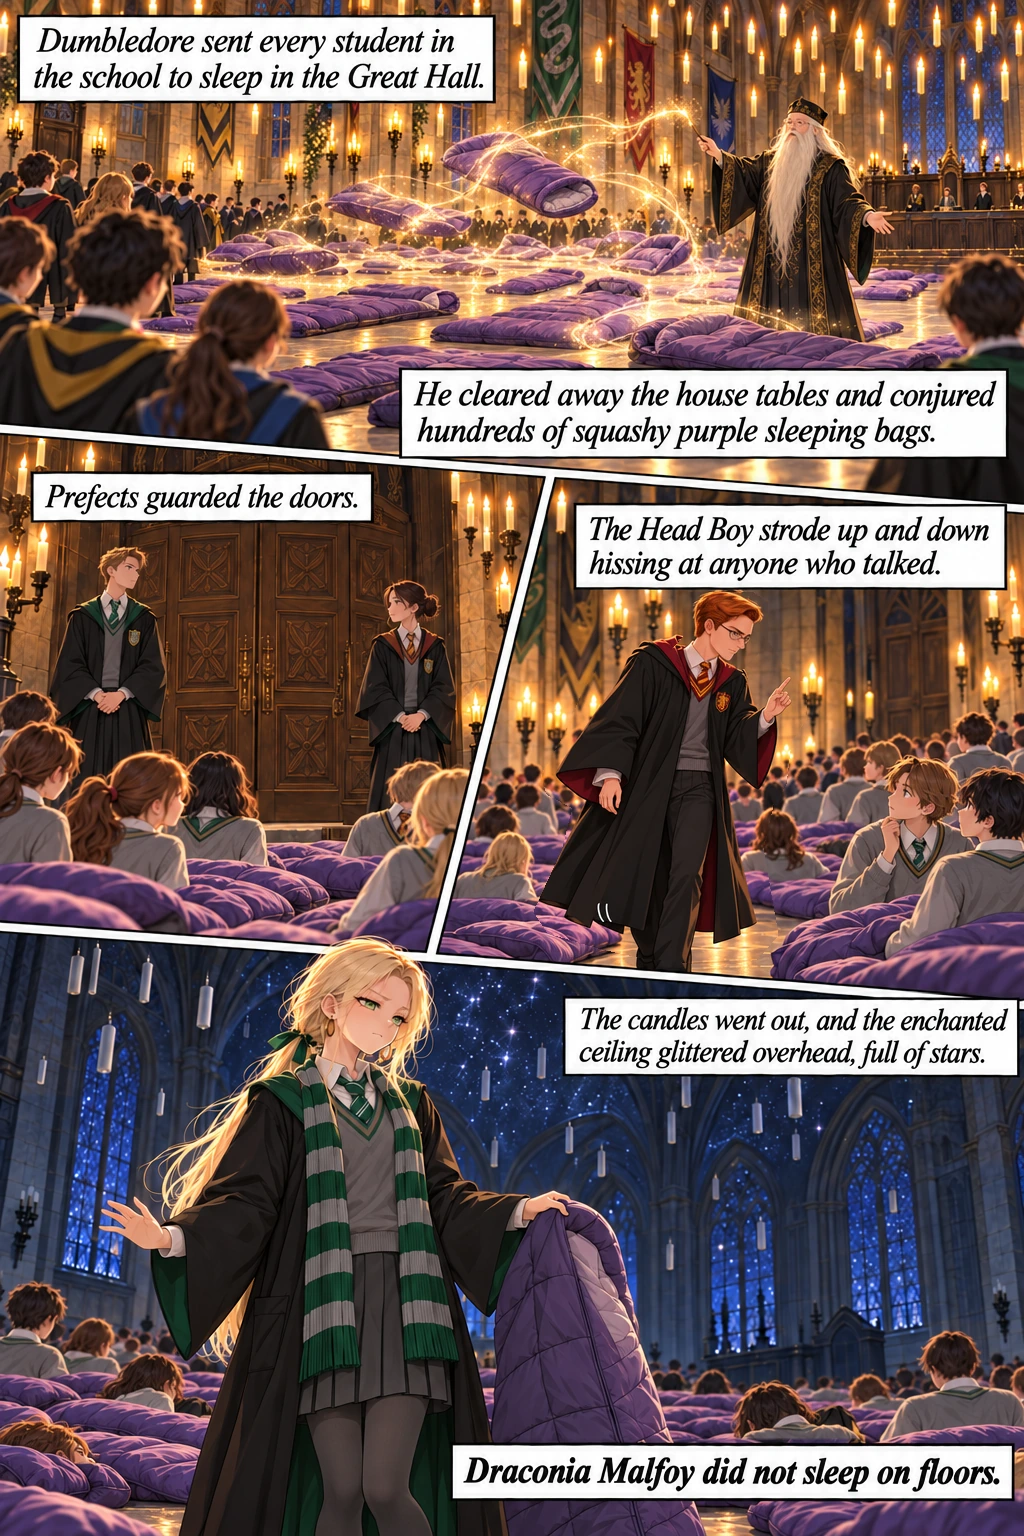 Dumbledore sent every student in
the school to sleep in the Great Hall.
He cleared away the house tables and conjured
hundreds of squashy purple sleeping bags.
Prefects guarded the doors.
The Head Boy strode up and down
hissing at anyone who talked.
The candles went out, and the enchanted
ceiling glittered overhead, full of stars.
Draconia Malfoy did not sleep on floors.